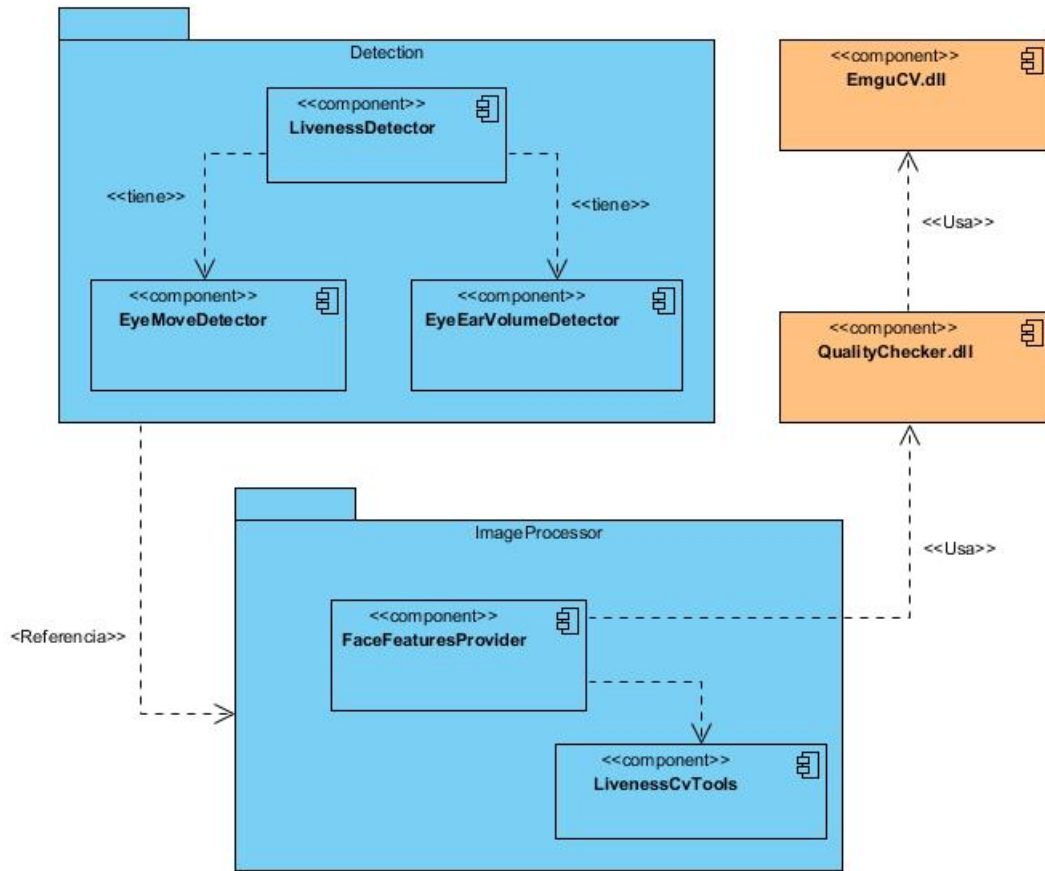 Detection
<<component>>
LivenessDetector
<<tiene>>
<<tiene>>
<<component>>
EyeMoveDetector
<<component>>
EyeEarVolumeDetector
<<component>>
EmguCV.dll
<<Usa>>
<<component>>
QualityChecker.dll
<<Usa>>
<Referencia>>
ImageProcessor
<<component>>
FaceFeaturesProvider
<<component>>
LivenessCvTools